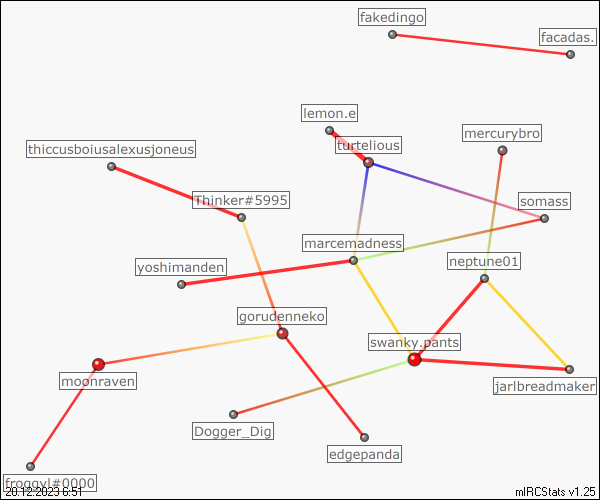 fakedingo
facadas.
lemon.e
turtelious
mercurybro
thiccusboiusalexusjoneus
Thinker#5995
somass
marcemadness
neptune01
yoshimanden
gorudenneko
swanky.pants
moonraven
jarlbreadmaker
Dogger_Dig
edgepanda
froggyl#0000
20.12.2023 6:51
mIRCStats v1.25